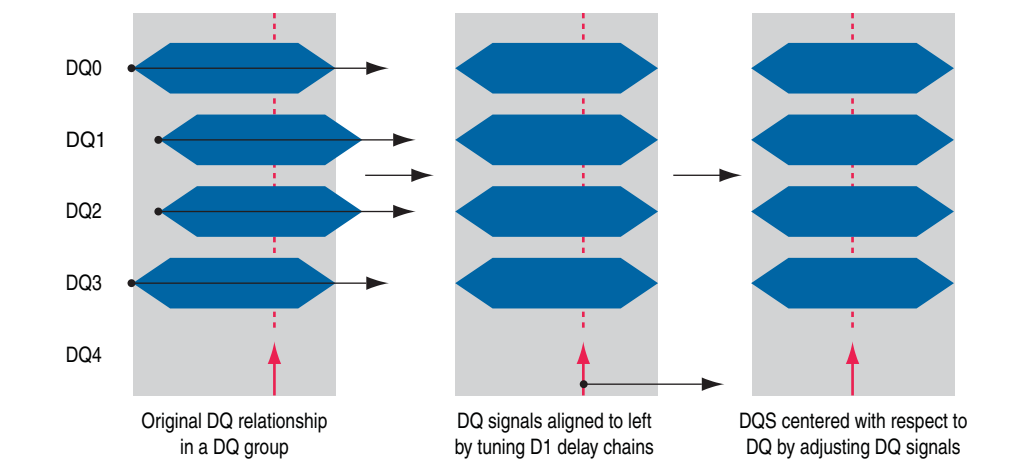 DQ0
DQ1
DQ2
DQ3
DQ4
Original DQ relationship
in a DQ group
DQ signals aligned to left
by tuning D1 delay chains
DQS centered with respect to
DQ by adjusting DQ signals